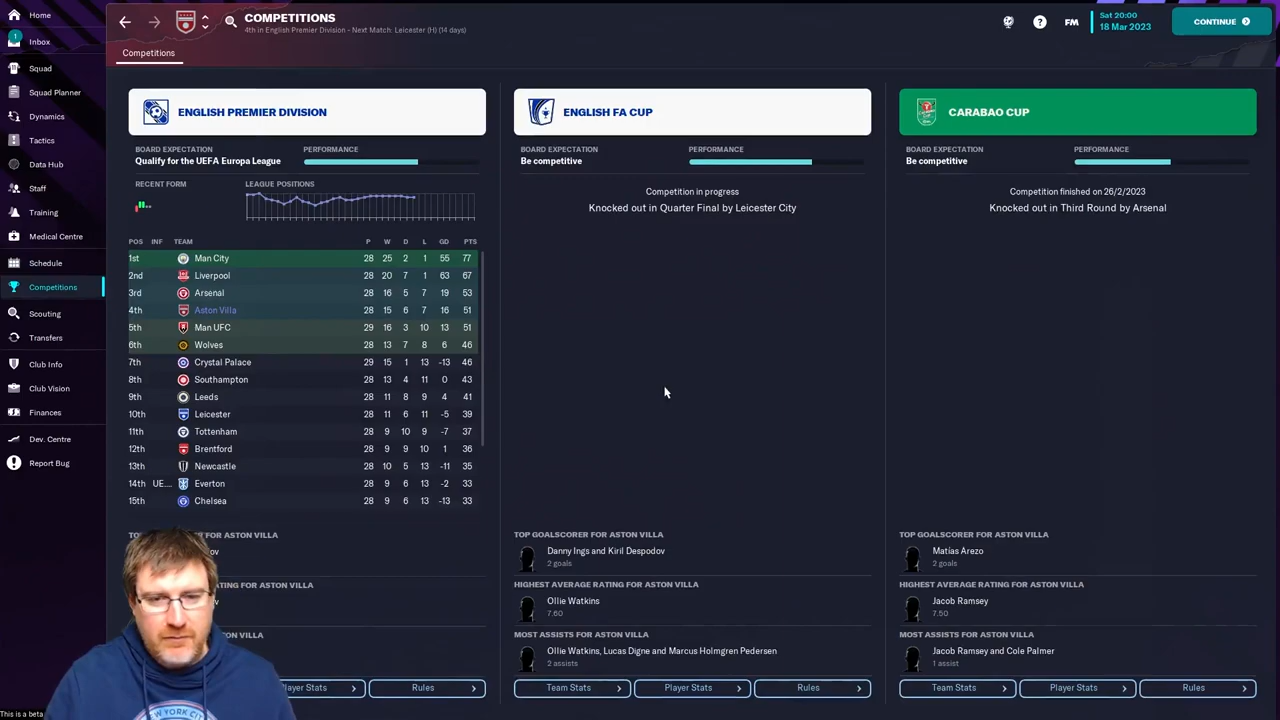 Home
COMPETITIONS
4th in English Premier Division - Next Match: Leicester (H) (14 days)
FM
Sat 20:00
18 Mar 2023
CONTINUE
1
Inbox
Squad
Squad Planner
Dynamics
Tactics
Data Hub
Staff
Training
Medical Centre
Schedule
Competitions
Scouting
Transfers
Club Info
Club Vision
Finances
Dev. Centre
Report Bug
This is a beta
Competitions
ENGLISH PREMIER DIVISION
BOARD EXPECTATION
PERFORMANCE
Qualify for the UEFA Europa League
RECENT FORM
LEAGUE POSITIONS
POS INF TEAM P W D L GD PTS
1st Man City 28 25 2 1 55 77
2nd Liverpool 28 20 7 1 63 67
3rd Arsenal 28 16 5 7 19 53
4th Aston Villa 28 15 6 7 16 51
5th Man UFC 29 16 3 10 13 51
6th Wolves 28 13 7 8 6 46
7th Crystal Palace 29 15 1 13 -13 46
8th Southampton 28 13 4 11 0 43
9th Leeds 28 11 8 9 4 41
10th Leicester 28 11 6 11 -5 39
11th Tottenham 28 9 10 9 -7 37
12th Brentford 28 9 9 10 1 36
13th Newcastle 28 10 5 13 -11 35
14th UE... Everton 28 9 6 13 -2 33
15th Chelsea 28 9 6 13 -13 33
FOR ASTON VILLA
RATING FOR ASTON VILLA
ASTON VILLA
Player Stats
Rules
YORK
ENGLISH FA CUP
BOARD EXPECTATION
PERFORMANCE
Be competitive
Competition in progress
Knocked out in Quarter Final by Leicester City
TOP GOALSCORER FOR ASTON VILLA
Danny Ings and Kiril Despodov
2 goals
HIGHEST AVERAGE RATING FOR ASTON VILLA
Ollie Watkins
7.60
MOST ASSISTS FOR ASTON VILLA
Ollie Watkins, Lucas Digne and Marcus Holmgren Pedersen
2 assists
Team Stats
Player Stats
Rules
CARABAO CUP
BOARD EXPECTATION
PERFORMANCE
Be competitive
Competition finished on 26/2/2023
Knocked out in Third Round by Arsenal
TOP GOALSCORER FOR ASTON VILLA
Matías Arezo
2 goals
HIGHEST AVERAGE RATING FOR ASTON VILLA
Jacob Ramsey
7.50
MOST ASSISTS FOR ASTON VILLA
Jacob Ramsey and Cole Palmer
1 assist
Team Stats
Player Stats
Rules